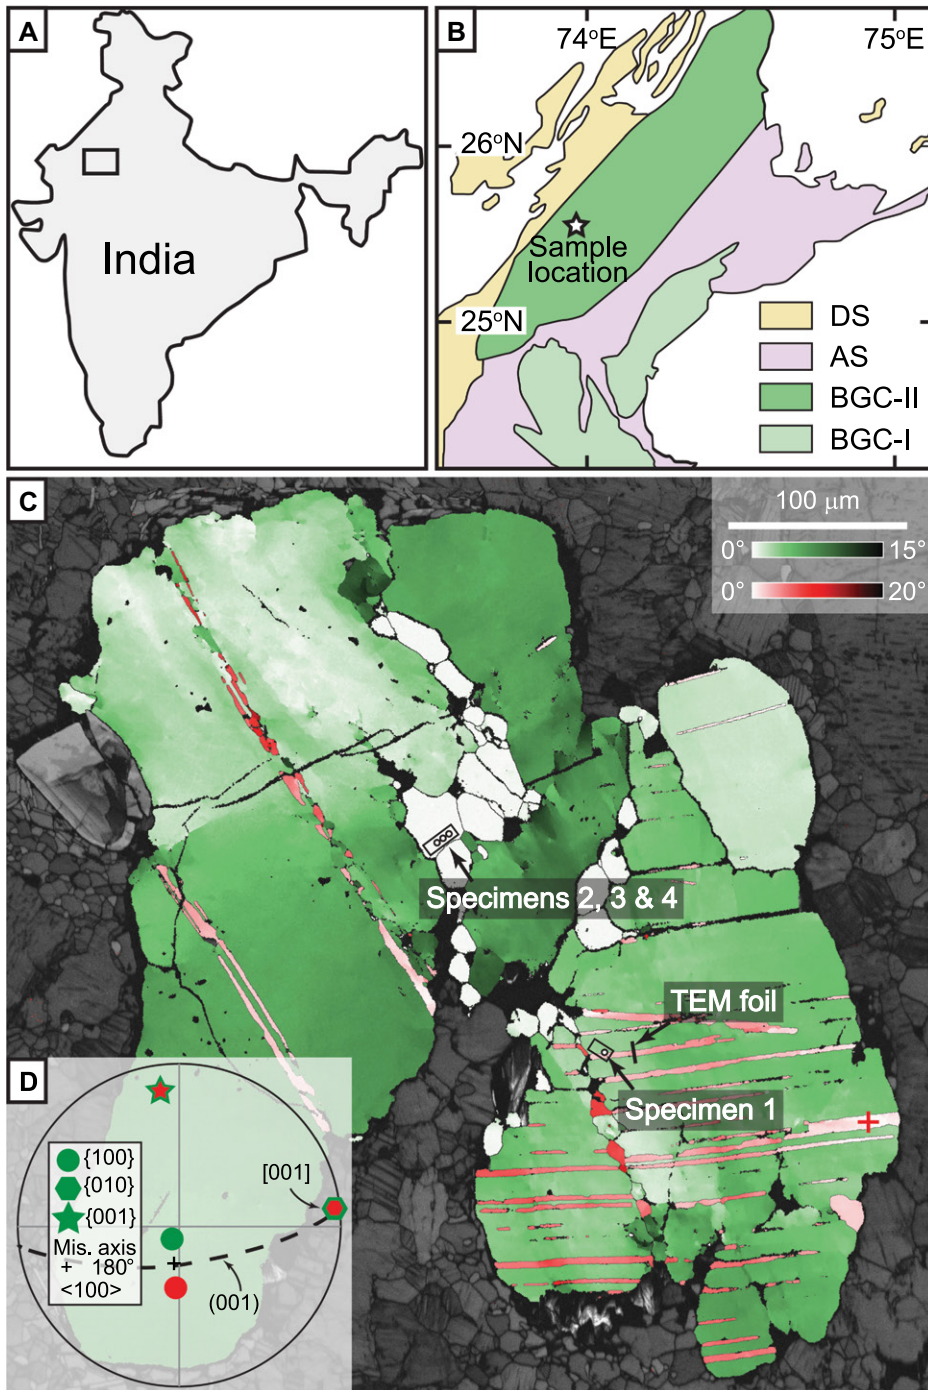 A
India
B
74°E
75°E
26°N
25°N
Sample
location
DS
AS
BGC-II
BGC-I
C
100 μm
0°
15°
0°
20°
Specimens 2, 3 & 4
TEM foil
Specimen 1
D
{100}
{010}
{001}
Mis. axis
+ 180°
<100>
[001]
(001)